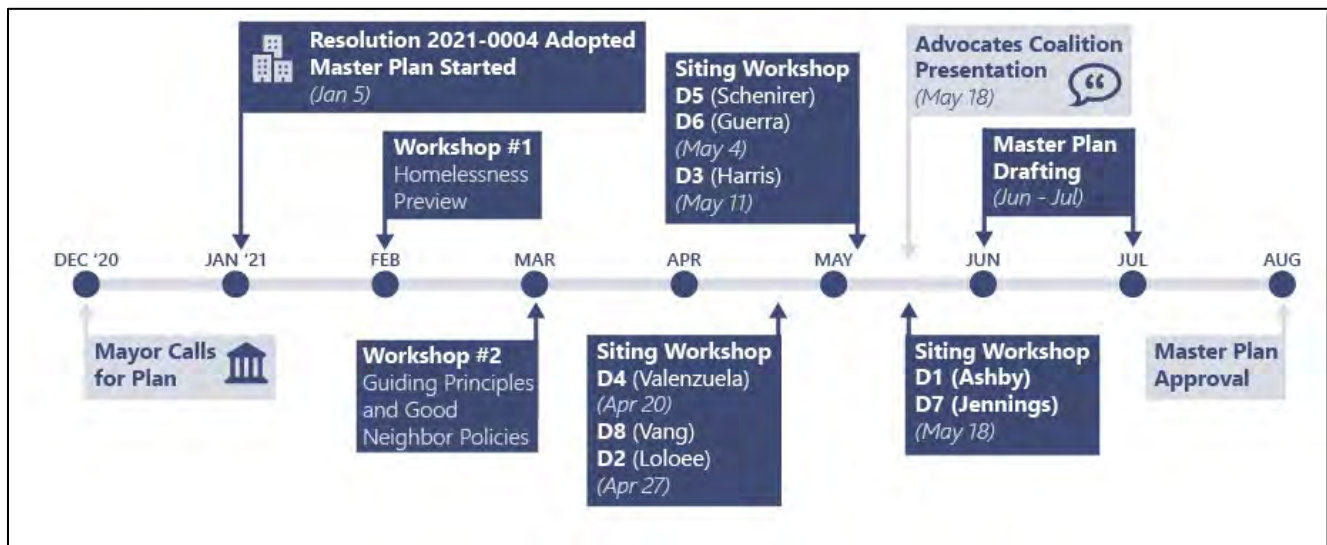 Resolution 2021-0004 Adopted
Master Plan Started
(Jan 5)
Workshop #1
Homelessness
Preview
Siting Workshop
D5 (Schenirer)
D6 (Guerra)
(May 4)
D3 (Harris)
(May 11)
Advocates Coalition
Presentation
(May 18)
Master Plan
Drafting
(Jun - Jul)
DEC '20
JAN '21
FEB
MAR
APR
MAY
JUN
JUL
AUG
Mayor Calls
for Plan
Workshop #2
Guiding Principles
and Good
Neighbor Policies
Siting Workshop
D4 (Valenzuela)
(Apr 20)
D8 (Vang)
D2 (Loloee)
(Apr 27)
Siting Workshop
D1 (Ashby)
D7 (Jennings)
(May 18)
Master Plan
Approval